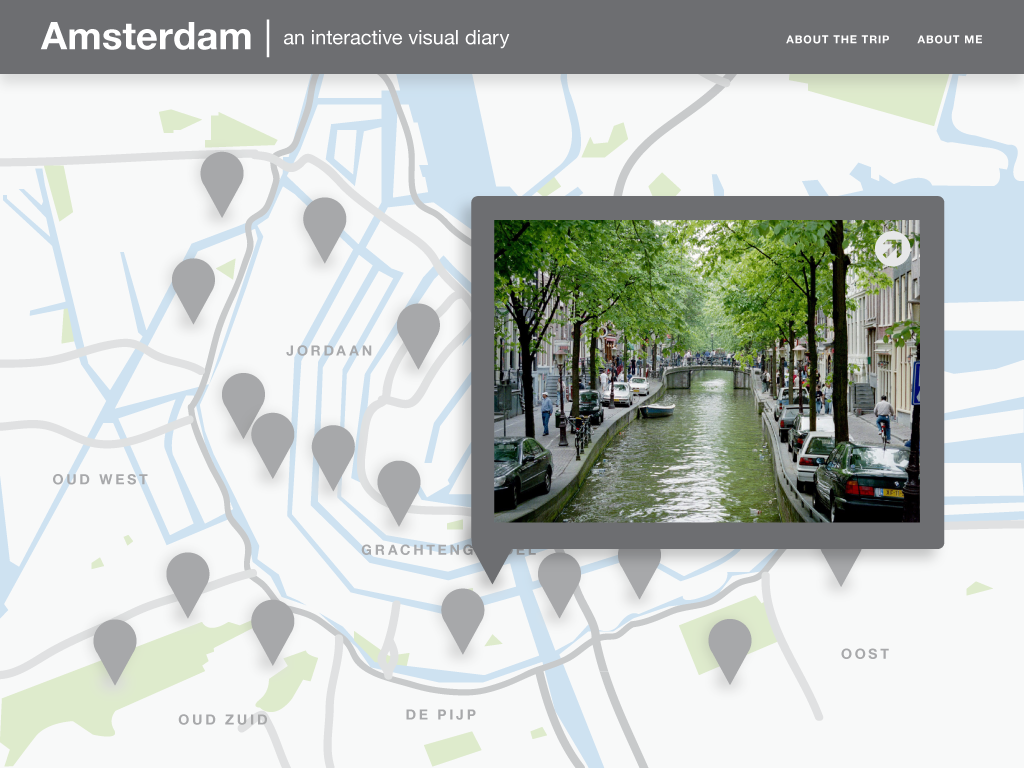 Amsterdam
an interactive visual diary
ABOUT THE TRIP
ABOUT ME
JORDAAN
OUD WEST
GRACHTENG
EL
OOST
OUD ZUID
DE PIJP